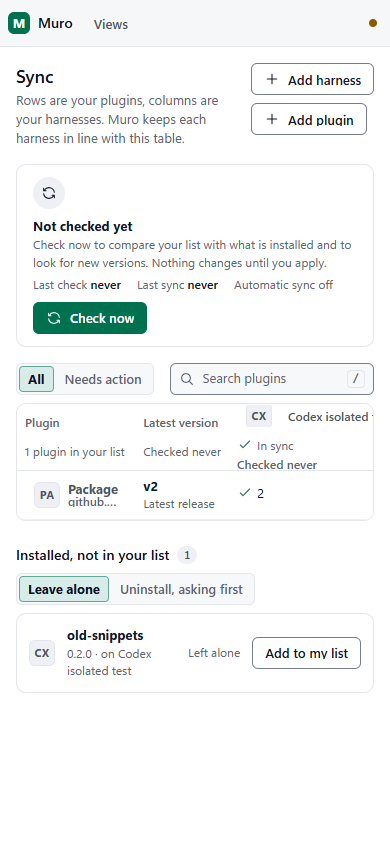 M Muro Views
Sync
Rows are your plugins, columns are
your harnesses. Muro keeps each
harness in line with this table.
Add harness
Add plugin
Not checked yet
Check now to compare your list with what is installed and to
look for new versions. Nothing changes until you apply.
Last check never Last sync never Automatic sync off
Check now
All Needs action
Search plugins /
Plugin Latest version CX Codex isolated
1 plugin in your list Checked never In sync
Checked never
PA Package v2 2
github.... Latest release
Installed, not in your list 1
Leave alone Uninstall, asking first
CX old-snippets
0.2.0 · on Codex
isolated test
Left alone Add to my list